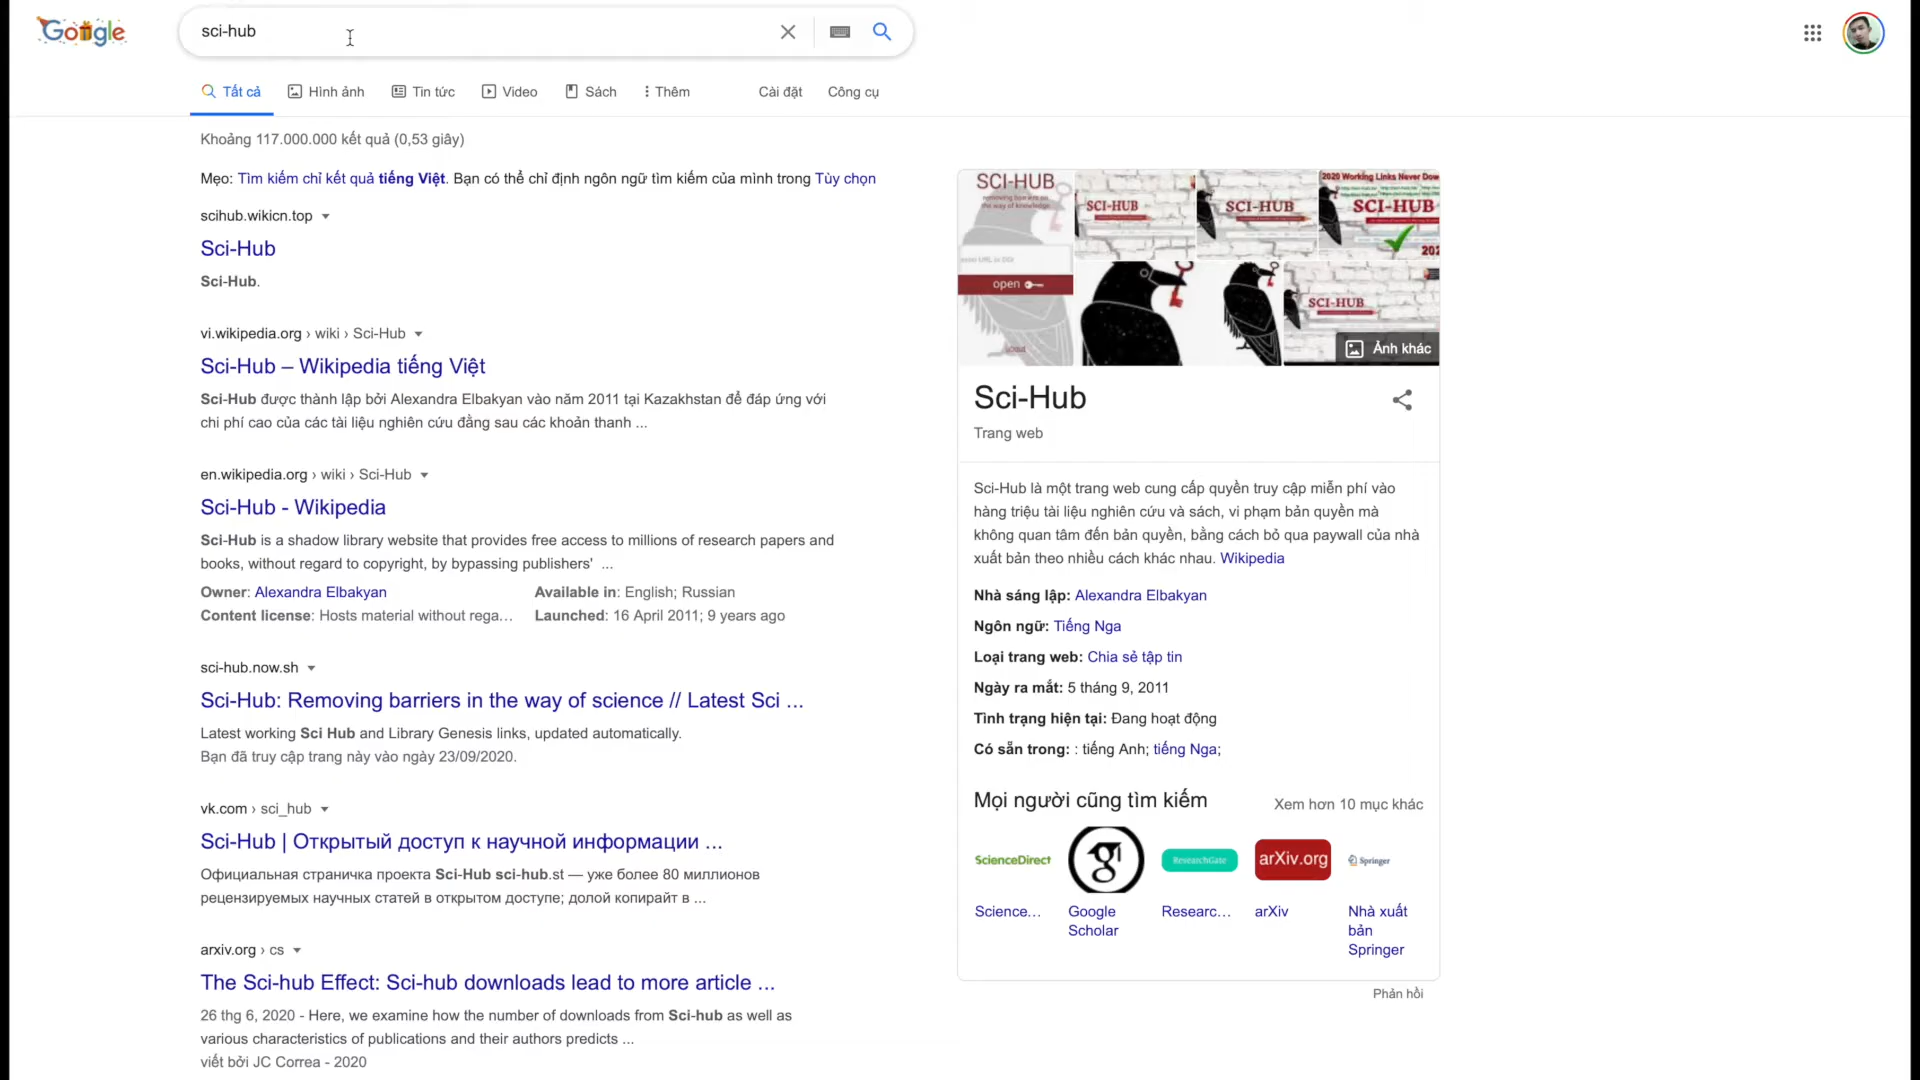 Google
sci-hub
Tất cả
Hình ảnh
Tin tức
Video
Sách
Thêm
Cài đặt
Công cụ
Khoảng 117.000.000 kết quả (0,53 giây)
Mẹo: Tìm kiếm chỉ kết quả tiếng Việt. Bạn có thể chỉ định ngôn ngữ tìm kiếm của mình trong Tùy chọn
scihub.wikicn.top
Sci-Hub
Sci-Hub.
vi.wikipedia.org › wiki › Sci-Hub
Sci-Hub – Wikipedia tiếng Việt
Sci-Hub được thành lập bởi Alexandra Elbakyan vào năm 2011 tại Kazakhstan để đáp ứng với
chi phí cao của các tài liệu nghiên cứu đằng sau các khoản thanh ...
en.wikipedia.org › wiki › Sci-Hub
Sci-Hub - Wikipedia
Sci-Hub is a shadow library website that provides free access to millions of research papers and
books, without regard to copyright, by bypassing publishers' ...
Owner: Alexandra Elbakyan
Available in: English; Russian
Content license: Hosts material without rega...
Launched: 16 April 2011; 9 years ago
sci-hub.now.sh
Sci-Hub: Removing barriers in the way of science // Latest Sci ...
Latest working Sci Hub and Library Genesis links, updated automatically.
Bạn đã truy cập trang này vào ngày 23/09/2020.
vk.com › sci_hub
Sci-Hub | Открытый доступ к научной информации ...
Официальная страничка проекта Sci-Hub sci-hub.st — уже более 80 миллионов
рецензируемых научных статей в открытом доступе; долой копирайт в ...
arxiv.org › cs
The Sci-hub Effect: Sci-hub downloads lead to more article ...
26 thg 6, 2020 - Here, we examine how the number of downloads from Sci-hub as well as
various characteristics of publications and their authors predicts ...
viết bởi JC Correa - 2020
SCI-HUB
removing barriers on
the way of knowledge
open
SCI-HUB
SCI-HUB
2020 Working Links Never Dow
SCI-HUB
SCI-HUB
Ảnh khác
Sci-Hub
Trang web
Sci-Hub là một trang web cung cấp quyền truy cập miễn phí vào
hàng triệu tài liệu nghiên cứu và sách, vi phạm bản quyền mà
không quan tâm đến bản quyền, bằng cách bỏ qua paywall của nhà
xuất bản theo nhiều cách khác nhau. Wikipedia
Nhà sáng lập: Alexandra Elbakyan
Ngôn ngữ: Tiếng Nga
Loại trang web: Chia sẻ tập tin
Ngày ra mắt: 5 tháng 9, 2011
Tình trạng hiện tại: Đang hoạt động
Có sẵn trong: : tiếng Anh; tiếng Nga;
Mọi người cũng tìm kiếm
Xem hơn 10 mục khác
ScienceDirect
g
ResearchGate
arXiv.org
Springer
Science...
Google
Scholar
Researc...
arXiv
Nhà xuất
bản
Springer
Phản hồi